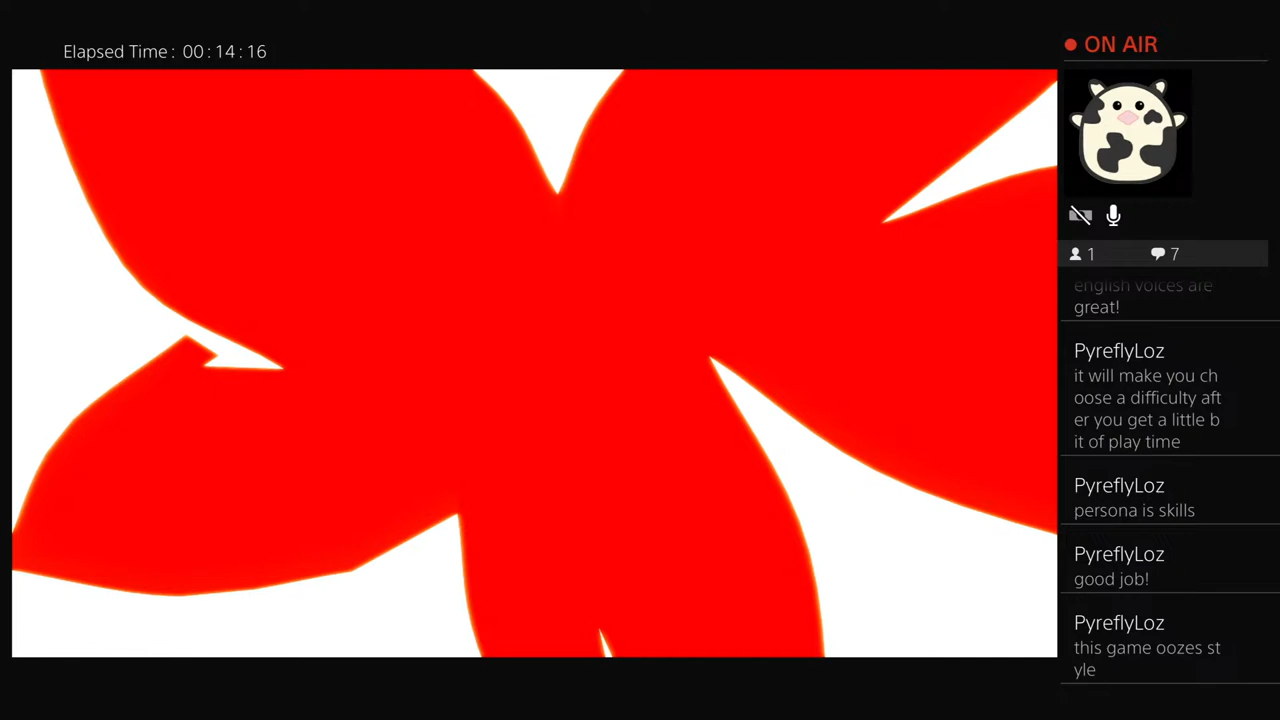 Elapsed Time: 00:14:16
ON AIR
1
7
english voices are
great!
PyreflyLoz
it will make you ch
oose a difficulty aft
er you get a little b
it of play time
PyreflyLoz
persona is skills
PyreflyLoz
good job!
PyreflyLoz
this game oozes st
yle